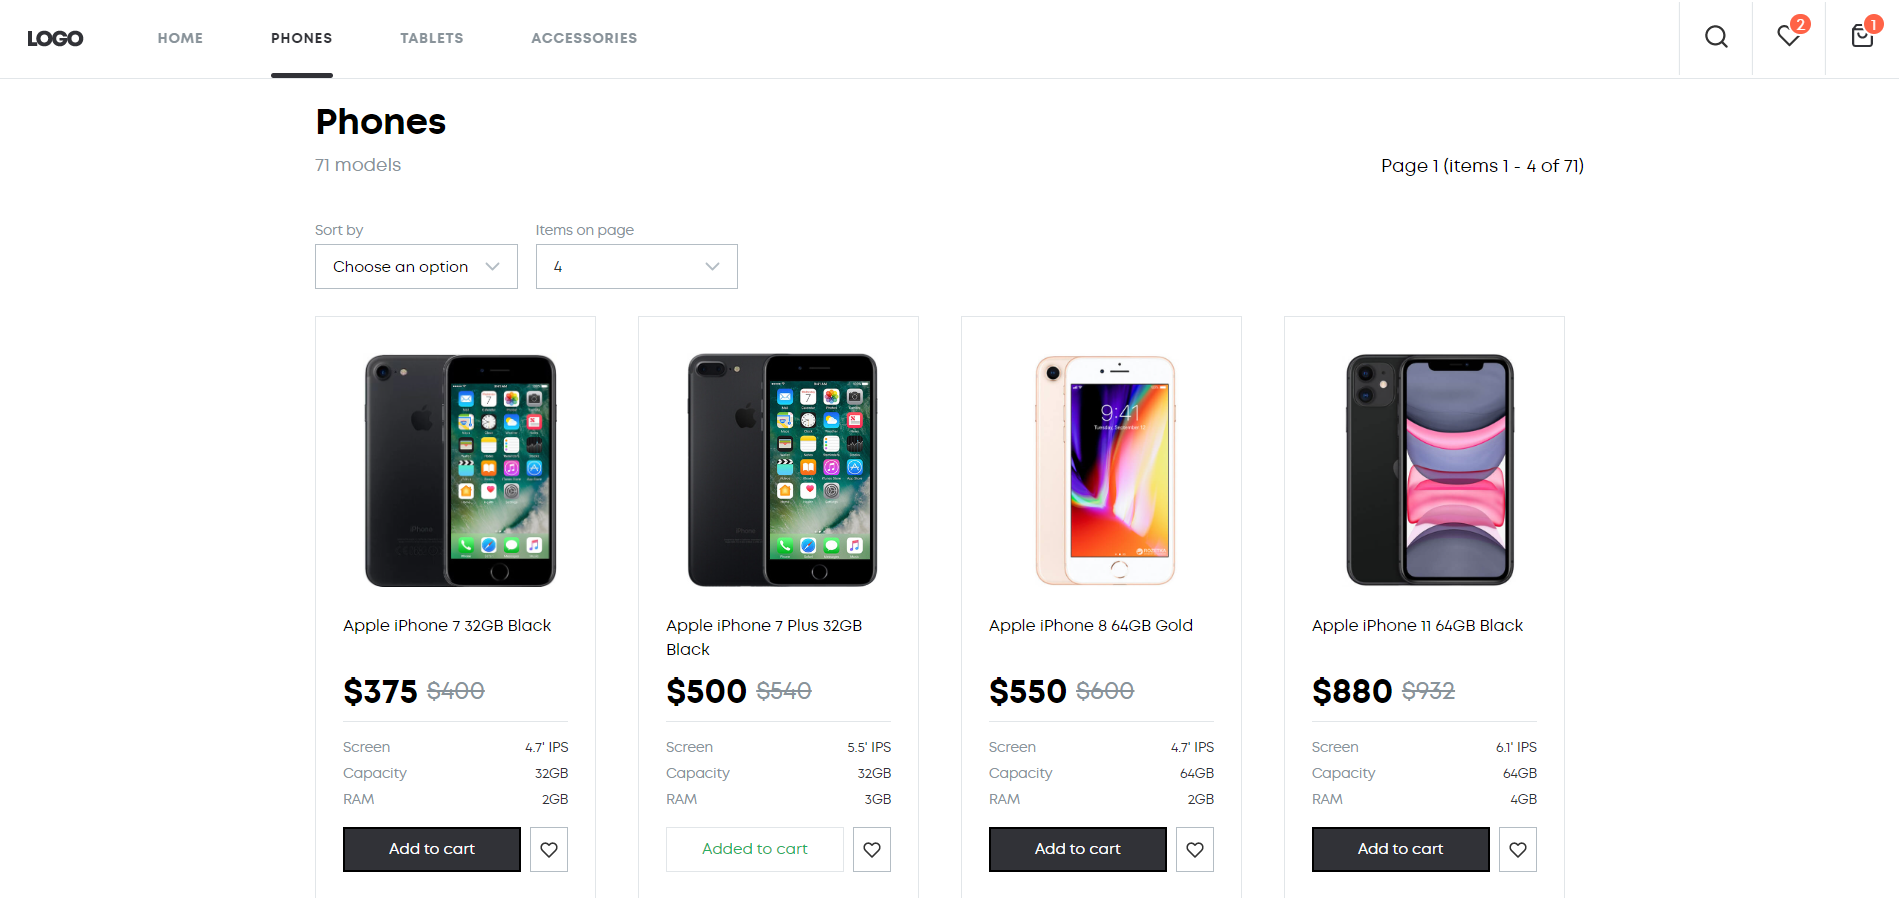 LOGO
HOME
PHONES
TABLETS
ACCESSORIES
2
1
Phones
71 models
Page 1 (items 1 - 4 of 71)
Sort by
Items on page
Choose an option
4
9:41
Apple iPhone 7 32GB Black
Apple iPhone 7 Plus 32GB
Black
Apple iPhone 8 64GB Gold
Apple iPhone 11 64GB Black
$375 $400
$500 $540
$550 $600
$880 $932
Screen 4.7' IPS
Capacity 32GB
RAM 2GB
Screen 5.5' IPS
Capacity 32GB
RAM 3GB
Screen 4.7' IPS
Capacity 64GB
RAM 2GB
Screen 6.1' IPS
Capacity 64GB
RAM 4GB
Add to cart
Added to cart
Add to cart
Add to cart